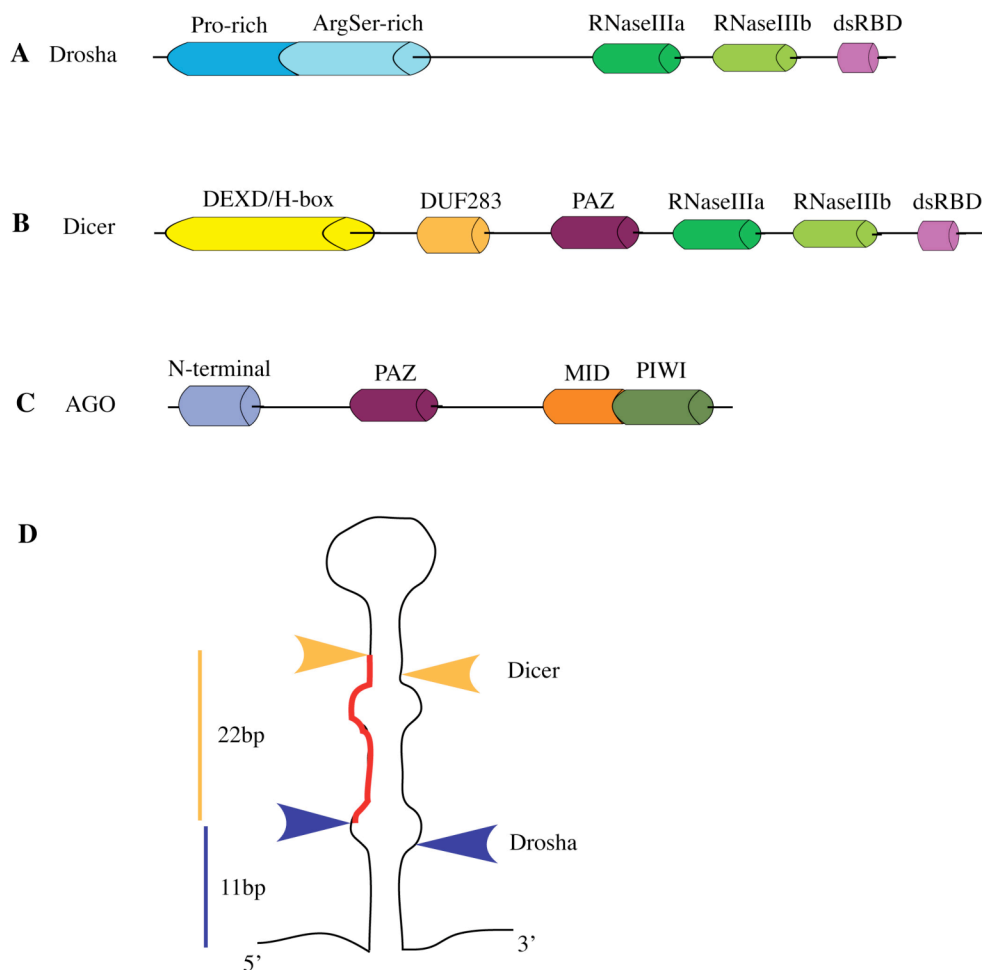 Pro-rich ArgSer-rich RNaseIIIa RNaseIIIb dsRBD
A Drosha
DEXD/H-box DUF283 PAZ RNaseIIIa RNaseIIIb dsRBD
B Dicer
N-terminal PAZ MID PIWI
C AGO
D
Dicer
22bp
Drosha
11bp
5’ 3’